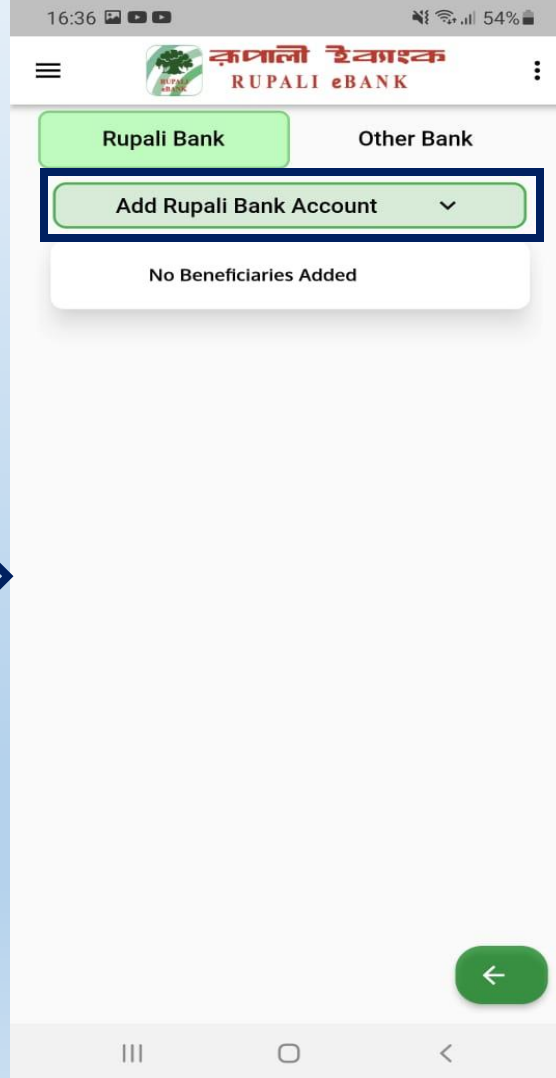 16:36 54%
রূপালী ইব্যাংক
RUPALI eBANK
RUPALI
eBANK
Rupali Bank Other Bank
Add Rupali Bank Account
No Beneficiaries Added